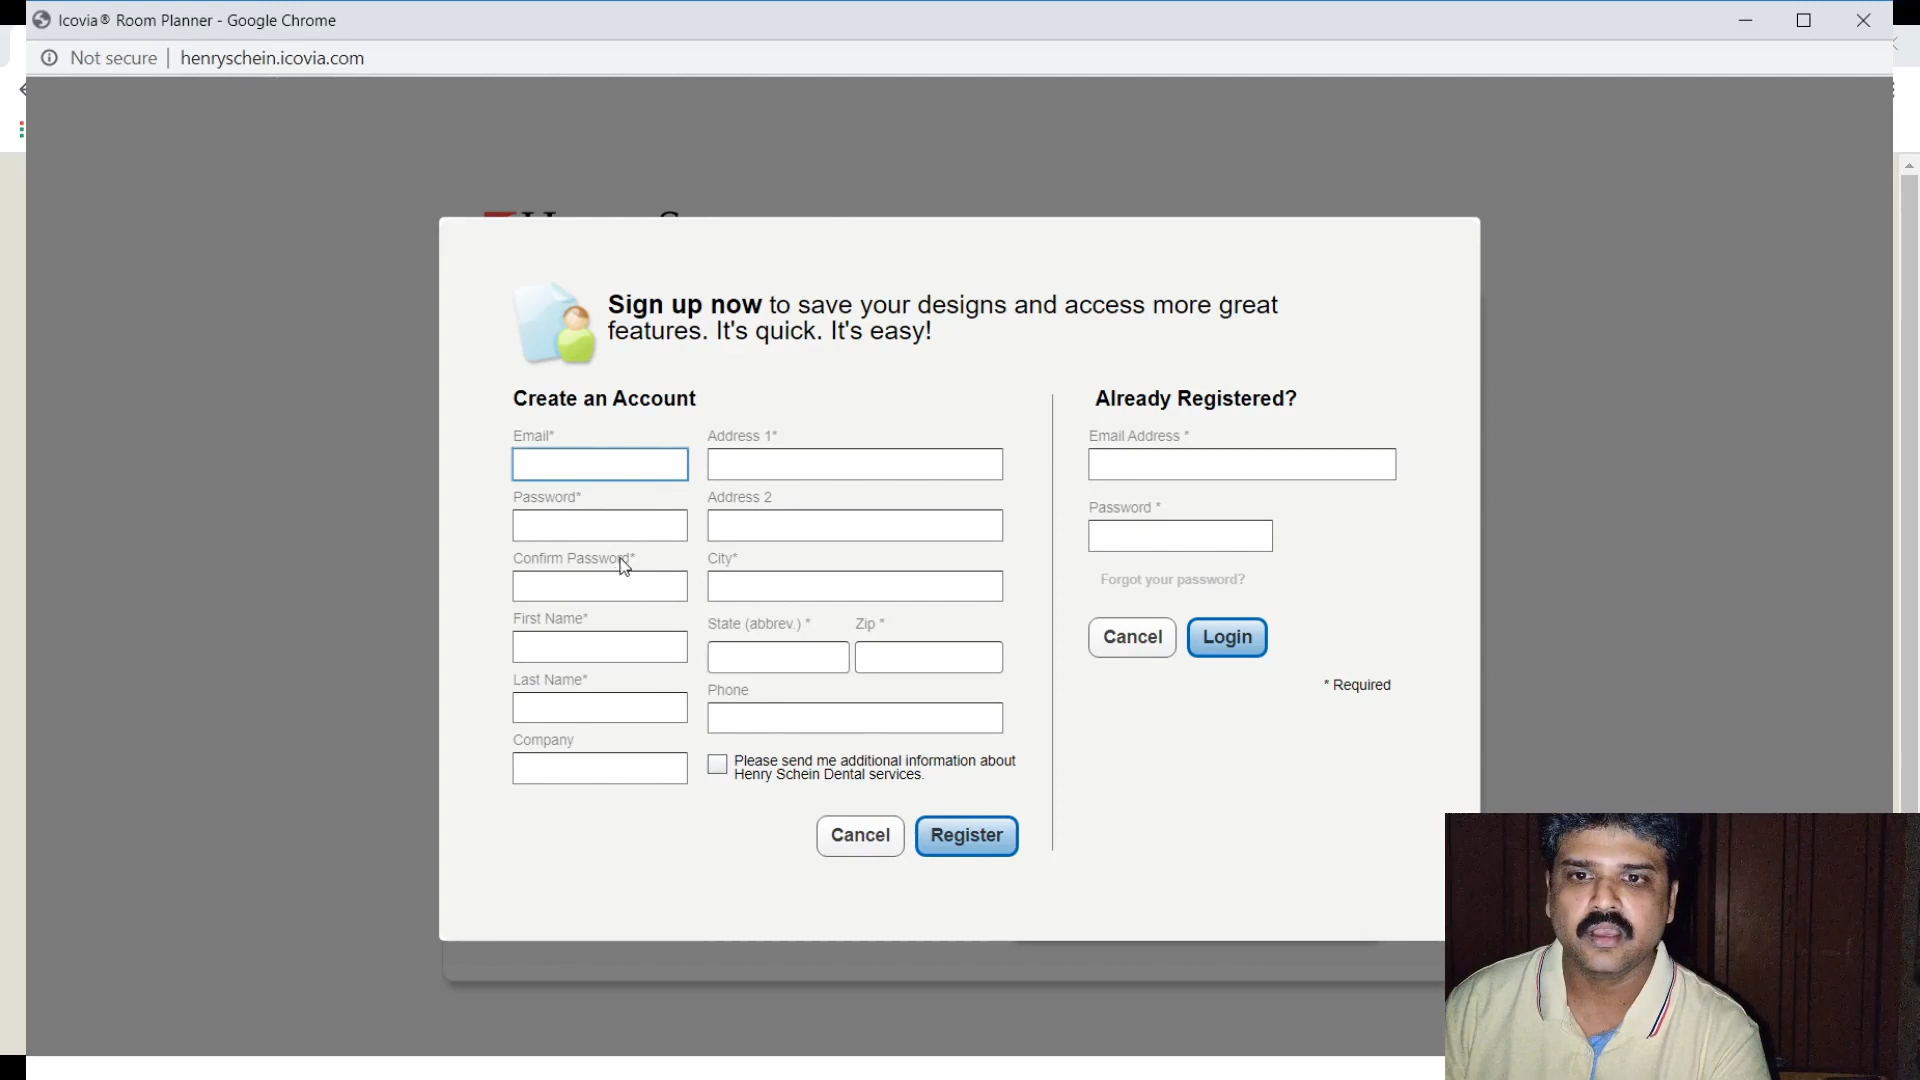 Icovia® Room Planner - Google Chrome
Not secure | henryschein.icovia.com
Sign up now to save your designs and access more great
features. It's quick. It's easy!
Create an Account
Email*
Address 1*
Password*
Address 2
Confirm Password*
City*
First Name*
State (abbrev.) *
Zip *
Last Name*
Phone
Company
Please send me additional information about
Henry Schein Dental services.
Cancel
Register
Already Registered?
Email Address *
Password *
Forgot your password?
Cancel
Login
* Required